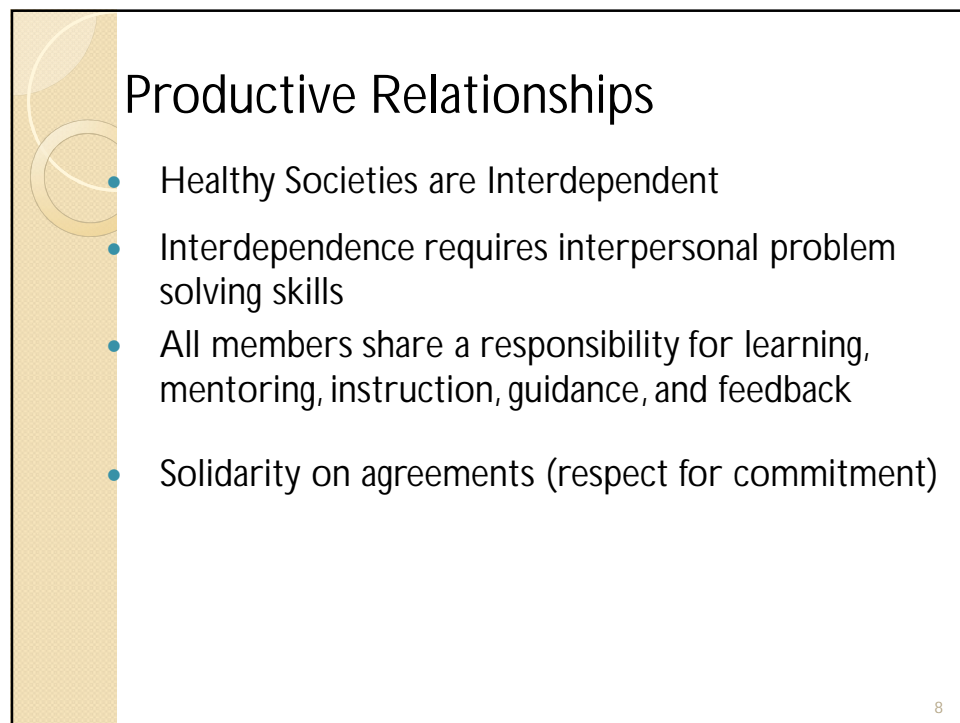 Productive Relationships
• Healthy Societies are Interdependent
• Interdependence requires interpersonal problem
solving skills
• All members share a responsibility for learning,
mentoring, instruction, guidance, and feedback
• Solidarity on agreements (respect for commitment)
8